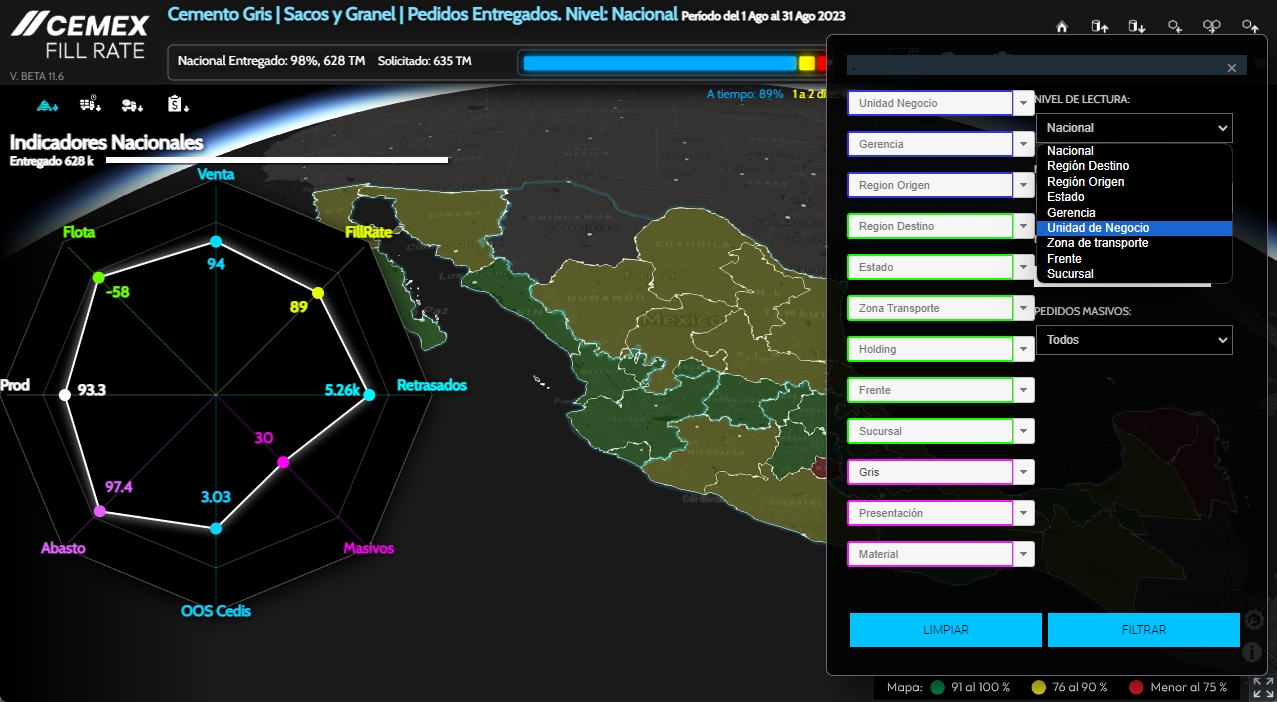 CEMEX
FILL RATE
V. BETA 11.6
Cemento Gris | Sacos y Granel | Pedidos Entregados. Nivel: Nacional Período del 1 Ago al 31 Ago 2023
Nacional Entregado: 98%, 628 TM Solicitado: 635 TM
A tiempo: 89% 1 a 2
Indicadores Nacionales
Entregado 628 k
Venta
94
Flota
-58
FillRate
89
Prod
93.3
5.26k
Retrasados
30
97.4
3.03
Abasto
Masivos
OOS Cedis
SONORA
CHIHUAHUA
COAHUILA
Torreón
DURANGO
N. L.
México
JALISCO
MICHOACÁN
GUERRERO
Unidad Negocio
Gerencia
Region Origen
Region Destino
Estado
Zona Transporte
Holding
Frente
Sucursal
Gris
Presentación
Material
NIVEL DE LECTURA:
Nacional
Nacional
Región Destino
Región Origen
Estado
Gerencia
Unidad de Negocio
Zona de transporte
Frente
Sucursal
PEDIDOS MASIVOS:
Todos
LIMPIAR
FILTRAR
Mapa: 91 al 100 % 76 al 90 % Menor al 75 %